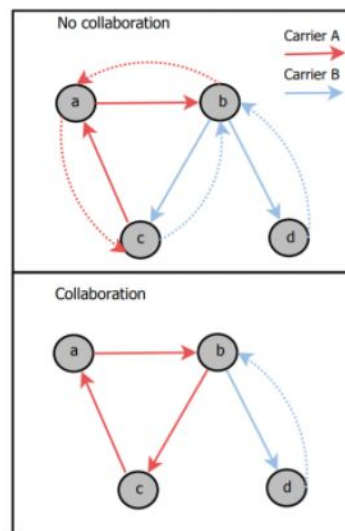 No collaboration
Carrier A
Carrier B
a
b
c
d
Collaboration
a
b
c
d